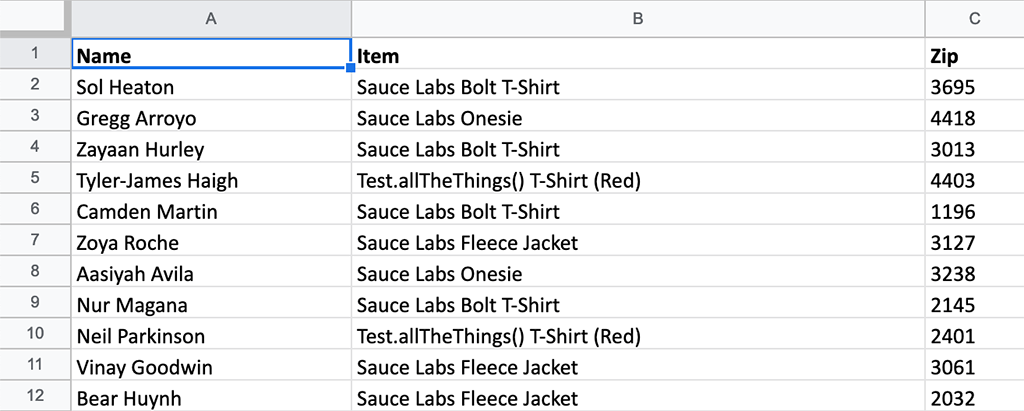 A B C
1 Name Item Zip
2 Sol Heaton Sauce Labs Bolt T-Shirt 3695
3 Gregg Arroyo Sauce Labs Onesie 4418
4 Zayaan Hurley Sauce Labs Bolt T-Shirt 3013
5 Tyler-James Haigh Test.allTheThings() T-Shirt (Red) 4403
6 Camden Martin Sauce Labs Bolt T-Shirt 1196
7 Zoya Roche Sauce Labs Fleece Jacket 3127
8 Aasiyah Avila Sauce Labs Onesie 3238
9 Nur Magana Sauce Labs Bolt T-Shirt 2145
10 Neil Parkinson Test.allTheThings() T-Shirt (Red) 2401
11 Vinay Goodwin Sauce Labs Fleece Jacket 3061
12 Bear Huynh Sauce Labs Fleece Jacket 2032